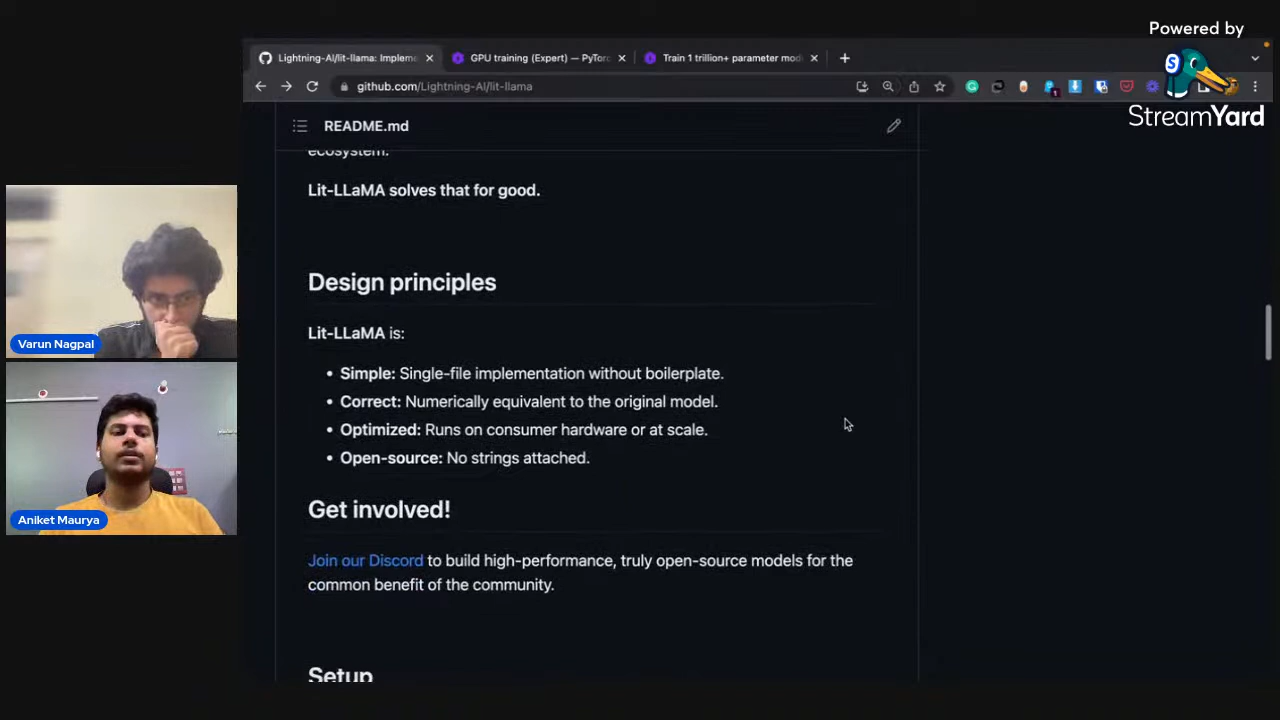 Powered by
StreamYard
Lightning-AI/lit-llama: Impleme
GPU training (Expert) — PyTorc
Train 1 trillion+ parameter mod
github.com/Lightning-AI/lit-llama
README.md
ecosystem.
Lit-LLaMA solves that for good.
Design principles
Lit-LLaMA is:
• Simple: Single-file implementation without boilerplate.
• Correct: Numerically equivalent to the original model.
• Optimized: Runs on consumer hardware or at scale.
• Open-source: No strings attached.
Get involved!
Join our Discord to build high-performance, truly open-source models for the
common benefit of the community.
Setup
Varun Nagpal
Aniket Maurya